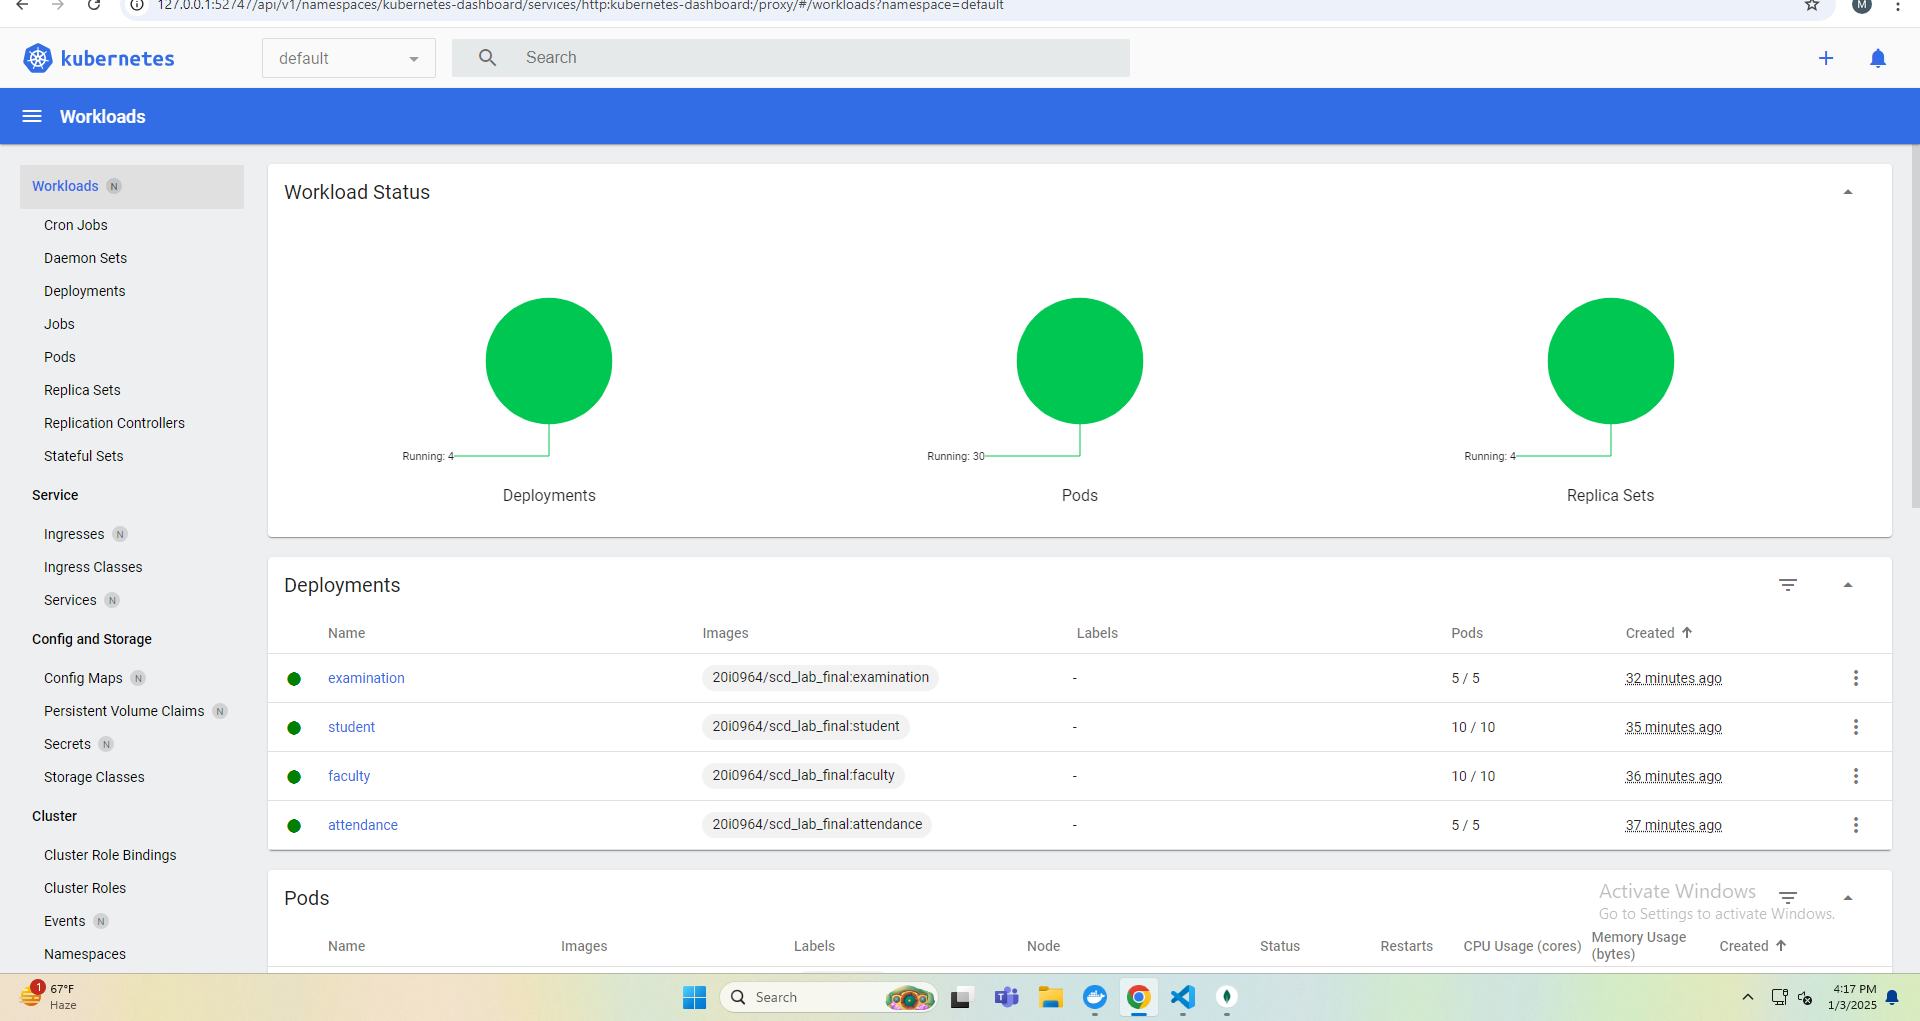 127.0.0.1:52747/api/v1/namespaces/kubernetes-dashboard/services/http:kubernetes-dashboard:/proxy/#/workloads?namespace=default
M
kubernetes
default
Search
Workloads
Workloads N
Cron Jobs
Daemon Sets
Deployments
Jobs
Pods
Replica Sets
Replication Controllers
Stateful Sets
Service
Ingresses N
Ingress Classes
Services N
Config and Storage
Config Maps N
Persistent Volume Claims N
Secrets N
Storage Classes
Cluster
Cluster Role Bindings
Cluster Roles
Events N
Namespaces
Workload Status
Running: 4
Deployments
Running: 30
Pods
Running: 4
Replica Sets
Deployments
Name Images Labels Pods Created
examination 20i0964/scd_lab_final:examination - 5 / 5 32 minutes ago
student 20i0964/scd_lab_final:student - 10 / 10 35 minutes ago
faculty 20i0964/scd_lab_final:faculty - 10 / 10 36 minutes ago
attendance 20i0964/scd_lab_final:attendance - 5 / 5 37 minutes ago
Pods
Activate Windows
Go to Settings to activate Windows.
Name Images Labels Node Status Restarts CPU Usage (cores) Memory Usage (bytes) Created
1
67°F
Haze
Search
4:17 PM
1/3/2025